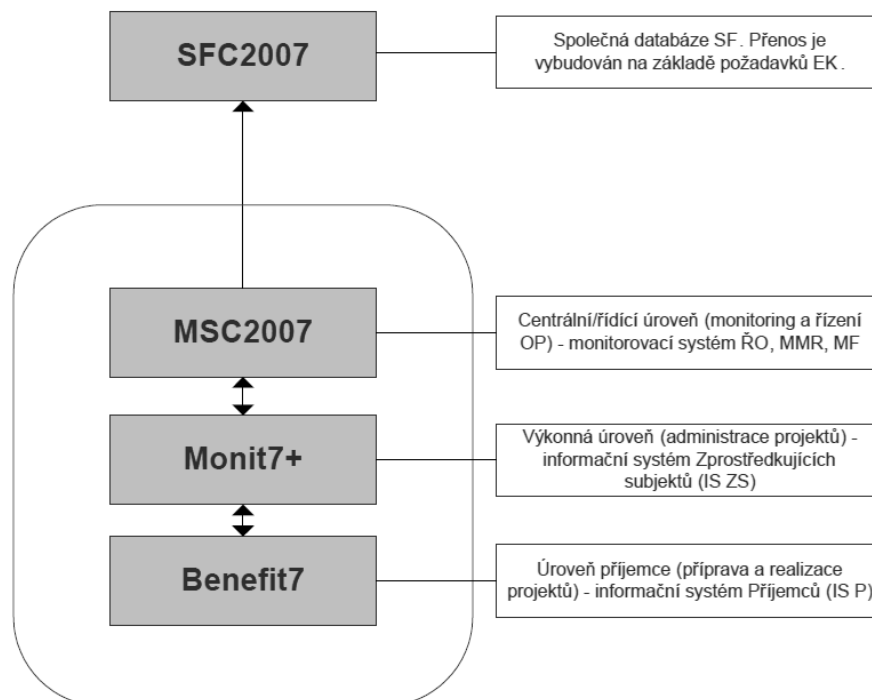 SFC2007
Společná databáze SF. Přenos je
vybudován na základě požadavků EK.
MSC2007
Centrální/řídící úroveň (monitoring a řízení
OP) - monitorovací systém ŘO, MMR, MF
Monit7+
Výkonná úroveň (administrace projektů) -
informační systém Zprostředkujících
subjektů (IS ZS)
Benefit7
Úroveň příjemce (příprava a realizace
projektů) - informační systém Příjemců (IS P)